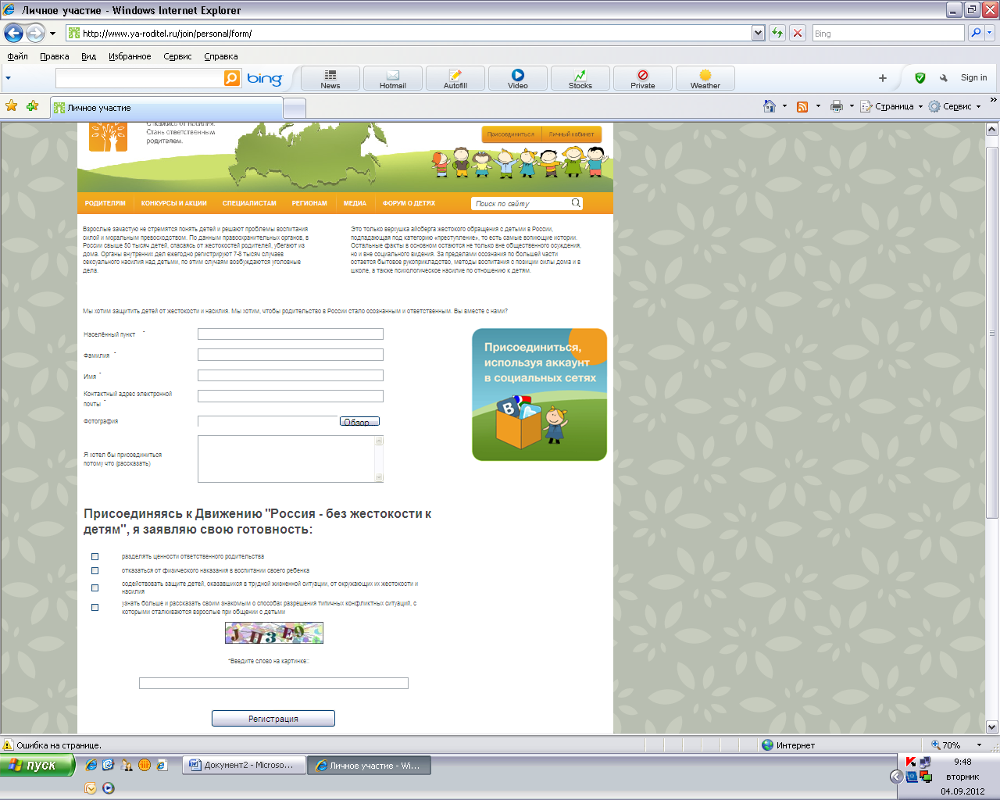 Личное участие - Windows Internet Explorer
http://www.ya-roditel.ru/join/personal/form/
Bing
Файл Правка Вид Избранное Сервис Справка
bing News Hotmail Autofill Video Stocks Private Weather Sign in
Личное участие
Страница Сервис
Откажись от насилия.
Стань ответственным
родителем.
Присоединиться Личный кабинет
РОДИТЕЛЯМ КОНКУРСЫ И АКЦИИ СПЕЦИАЛИСТАМ РЕГИОНАМ МЕДИА ФОРУМ О ДЕТЯХ Поиск по сайту
Взрослые зачастую не стремятся понять детей и решают проблемы воспитания
силой и моральным превосходством. По данным правоохранительных органов, в
России свыше 50 тысяч детей, спасаясь от жестокостей родителей, убегают из
дома. Органы внутренних дел ежегодно регистрируют 7-8 тысяч случаев
сексуального насилия над детьми, по этим случаям возбуждаются уголовные
дела.
Это только верхушка айсберга жестокого обращения с детьми в России,
подпадающая под категорию «преступление», то есть самые вопиющие истории.
Остальные факты в основном остаются не только вне общественного осуждения,
но и вне социального видения. За пределами осознания по большей части
остается бытовое рукоприкладство, методы воспитания с позиции силы дома и в
школе, а также психологическое насилие по отношению к детям.
Мы хотим защитить детей от жестокости и насилия. Мы хотим, чтобы родительство в России стало осознанным и ответственным. Вы вместе с нами?
Населённый пункт *
Фамилия *
Имя *
Контактный адрес электронной
почты *
Фотография Обзор...
Я хотел бы присоединиться
потому что (рассказать)
Присоединиться,
используя аккаунт
в социальных сетях
В
Присоединяясь к Движению "Россия - без жестокости к
детям", я заявляю свою готовность:
разделять ценности ответственного родительства
отказаться от физического наказания в воспитании своего ребенка
содействовать защите детей, оказавшихся в трудной жизненной ситуации, от окружающих их жестокости и
насилия
узнать больше и рассказать своим знакомым о способах разрешения типичных конфликтных ситуаций, с
которыми сталкиваются взрослые при общении с детьми
JH3E9
*Введите слово на картинке::
Регистрация
Ошибка на странице. Интернет 70%
пуск Документ2 - Microso... Личное участие - Wi... 9:48
вторник
04.09.2012